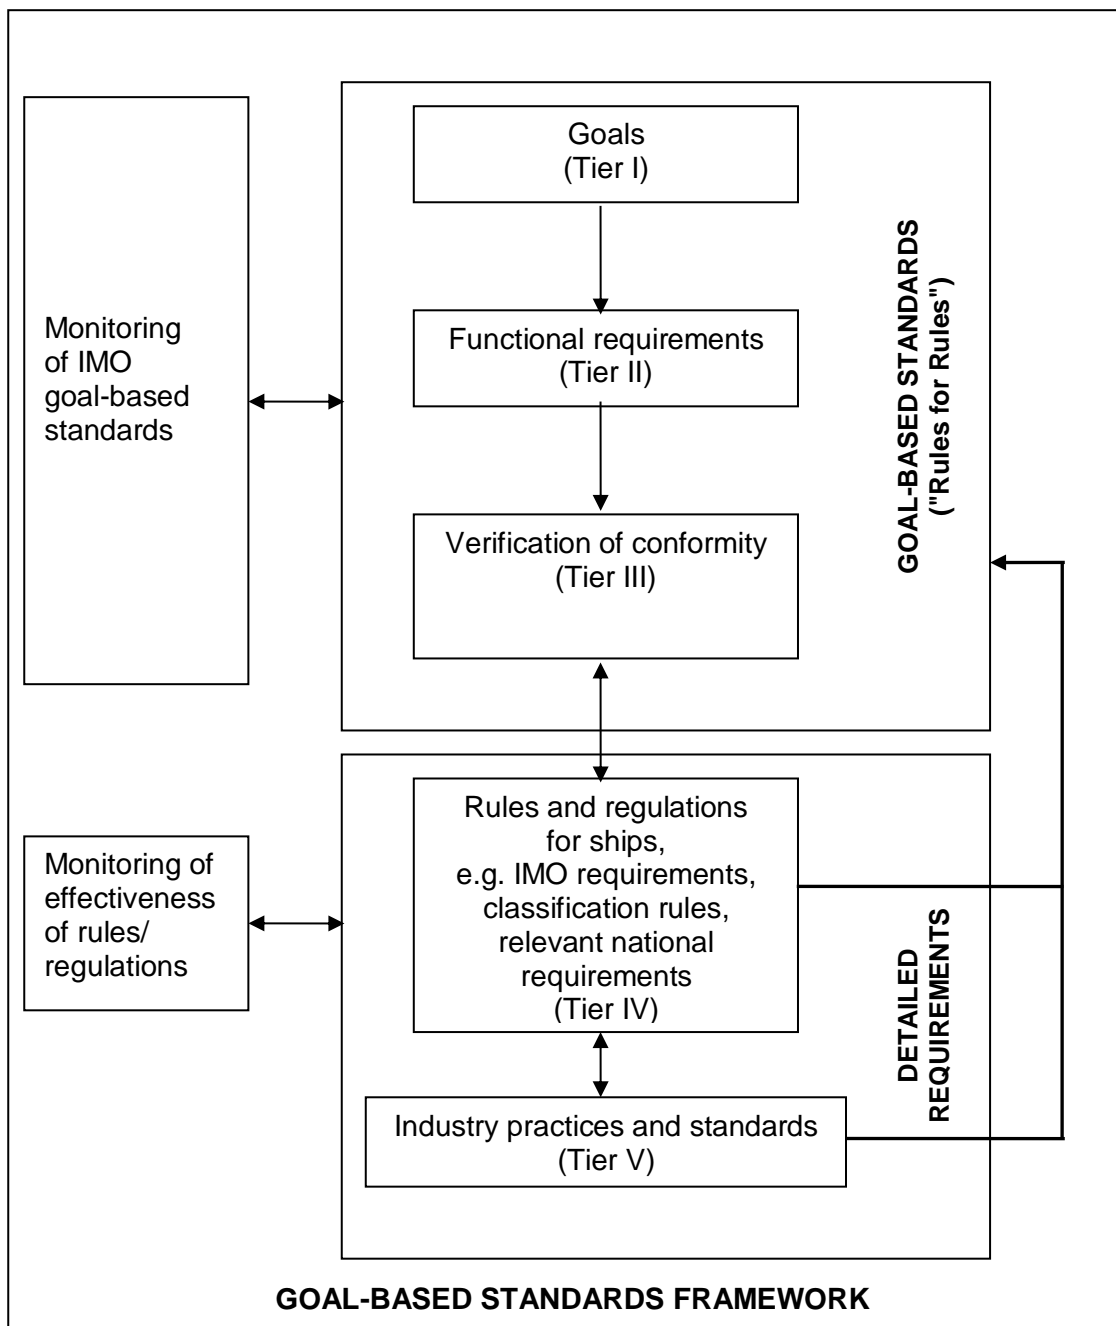 Goals
(Tier I)
Functional requirements
(Tier II)
Verification of conformity
(Tier III)
GOAL-BASED STANDARDS
("Rules for Rules")
Monitoring
of IMO
goal-based
standards
Rules and regulations
for ships,
e.g. IMO requirements,
classification rules,
relevant national
requirements
(Tier IV)
Industry practices and standards
(Tier V)
DETAILED
REQUIREMENTS
Monitoring of
effectiveness
of rules/
regulations
GOAL-BASED STANDARDS FRAMEWORK